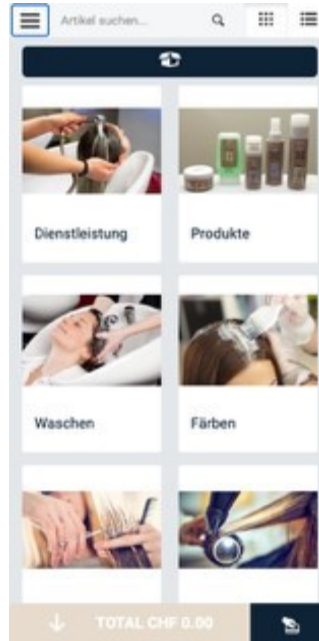 Artikel suchen...
Dienstleistung
Produkte
Waschen
Färben
TOTAL CHF 0.00